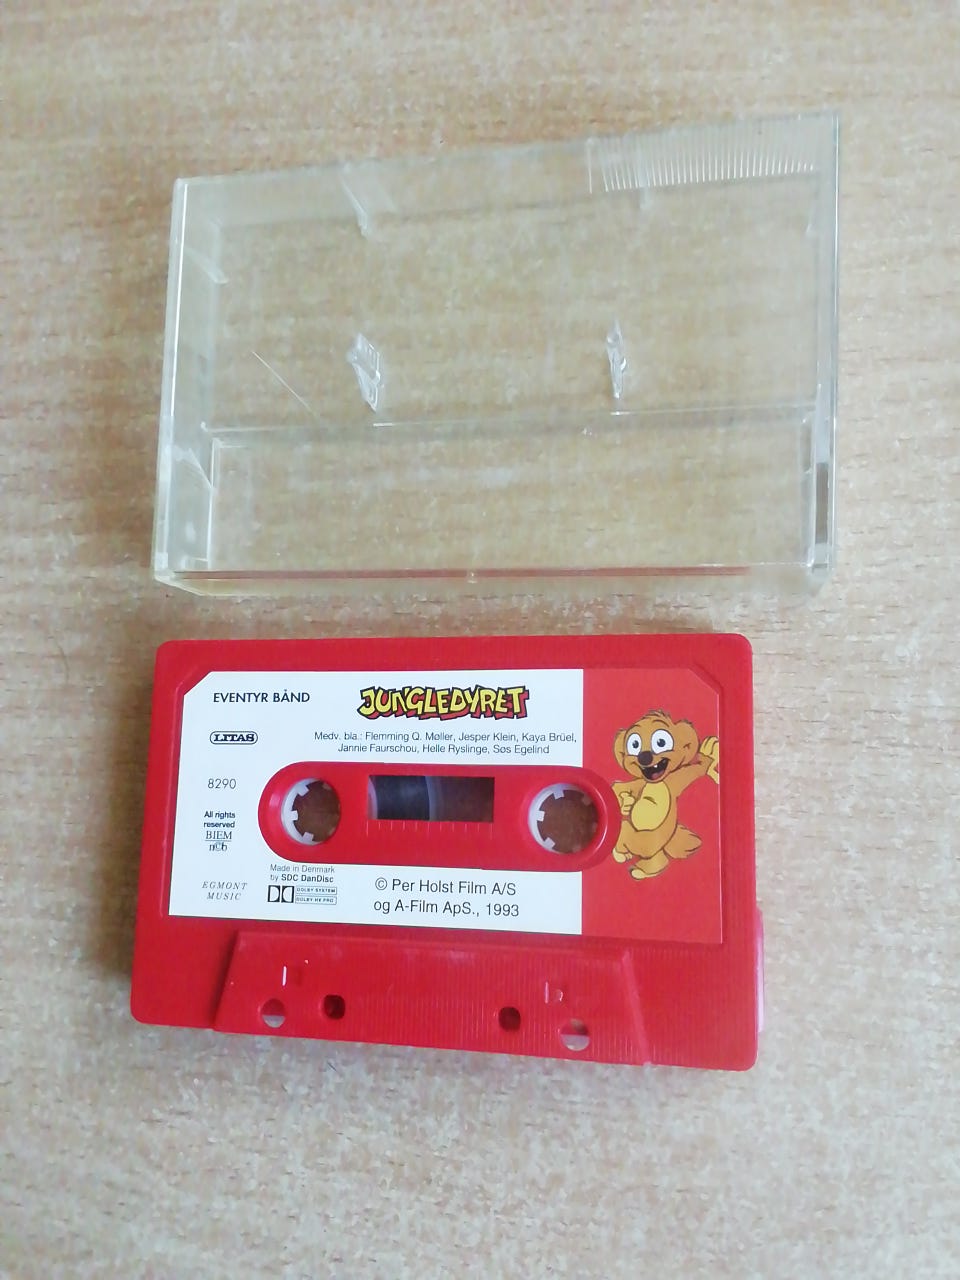 EVENTYR BÅND
JUNGLEDYRET
LITAS
Medv. bla.: Flemming Q. Møller, Jesper Klein, Kaya Brüel,
Jannie Faurschou, Helle Ryslinge, Søs Egelind
8290
All rights
reserved
BIEM
nCb
EGMONT
MUSIC
Made in Denmark
by SDC DanDisc
DOLBY SYSTEM
DOLBY HX PRO
© Per Holst Film A/S
og A-Film ApS., 1993